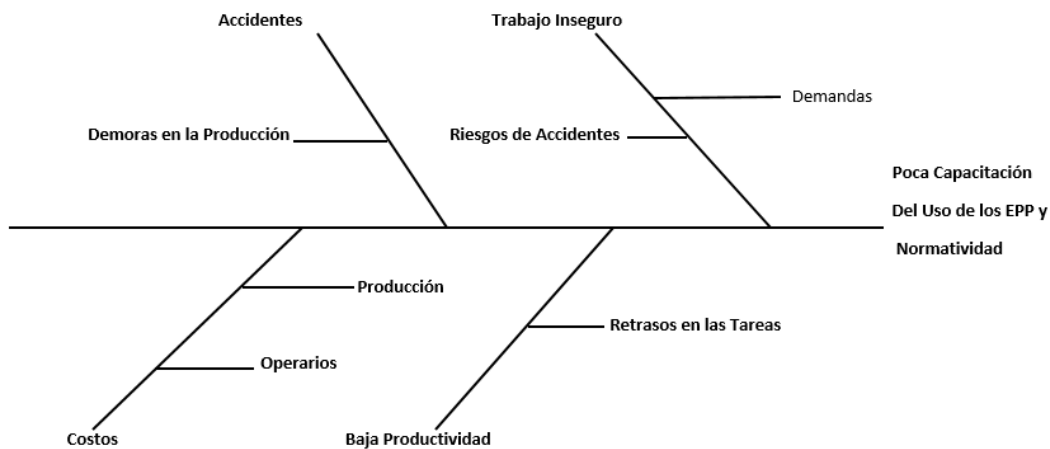 Accidentes
Trabajo Inseguro
Demandas
Demoras en la Producción
Riesgos de Accidentes
Poca Capacitación
Del Uso de los EPP y
Normatividad
Producción
Retrasos en las Tareas
Operarios
Costos
Baja Productividad